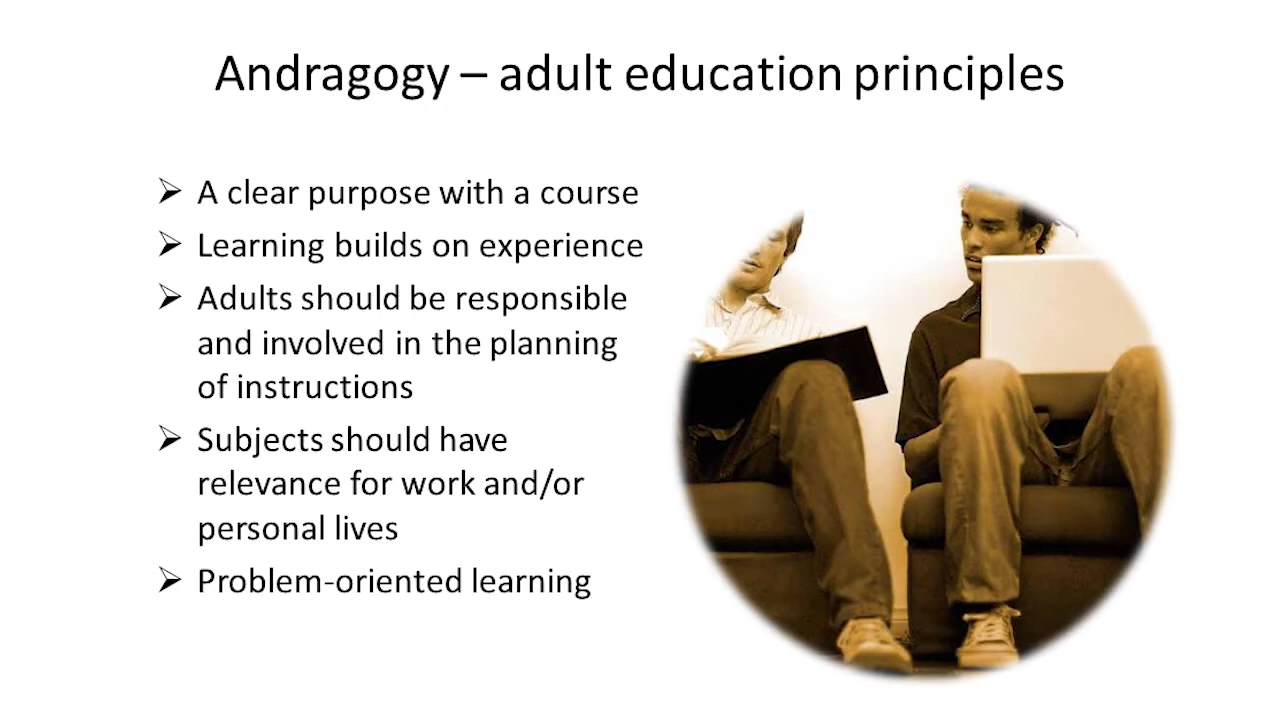 Andragogy – adult education principles
➢ A clear purpose with a course
➢ Learning builds on experience
➢ Adults should be responsible
and involved in the planning
of instructions
➢ Subjects should have
relevance for work and/or
personal lives
➢ Problem-oriented learning